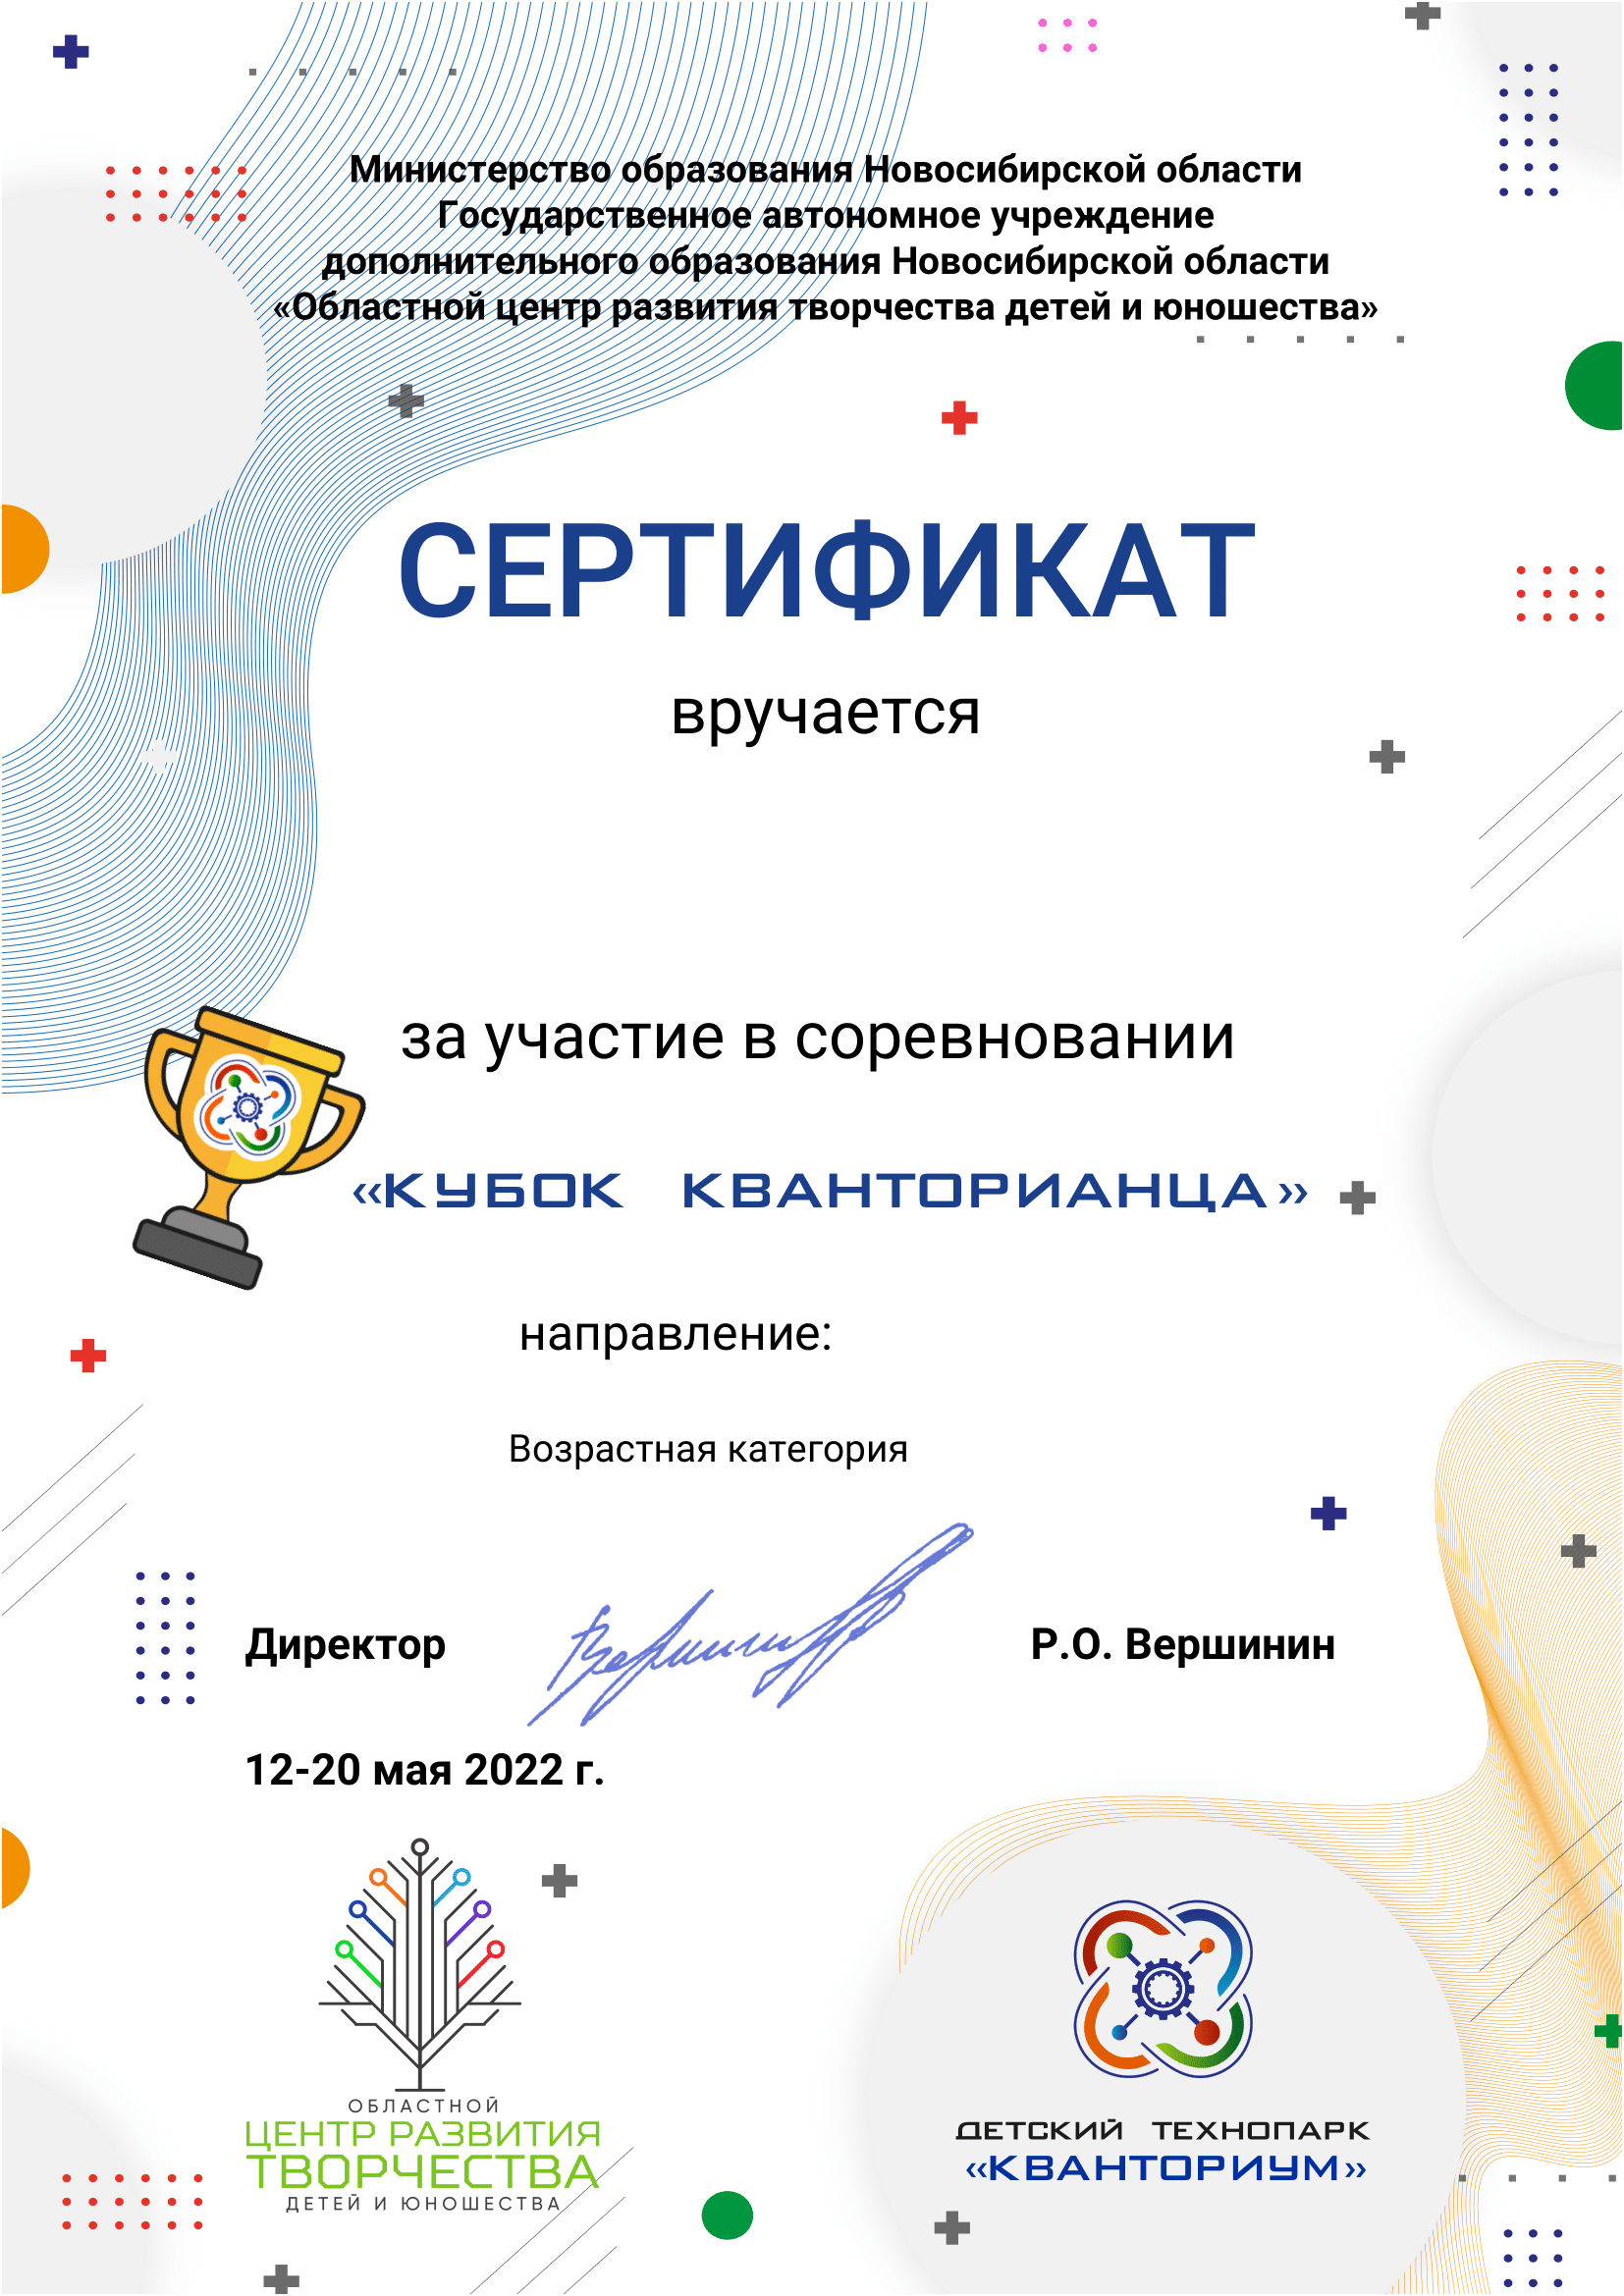 Министерство образования Новосибирской области
Государственное автономное учреждение
дополнительного образования Новосибирской области
«Областной центр развития творчества детей и юношества»
СЕРТИФИКАТ
вручается
за участие в соревновании
«КУБОК КВАНТОРИАНЦА»
направление:
Возрастная категория
Директор
Р.О. Вершинин
12-20 мая 2022 г.
ОБЛАСТНОЙ
ЦЕНТР РАЗВИТИЯ
ТВОРЧЕСТВА
ДЕТЕЙ И ЮНОШЕСТВА
ДЕТСКИЙ ТЕХНОПАРК
«КВАНТОРИУМ»